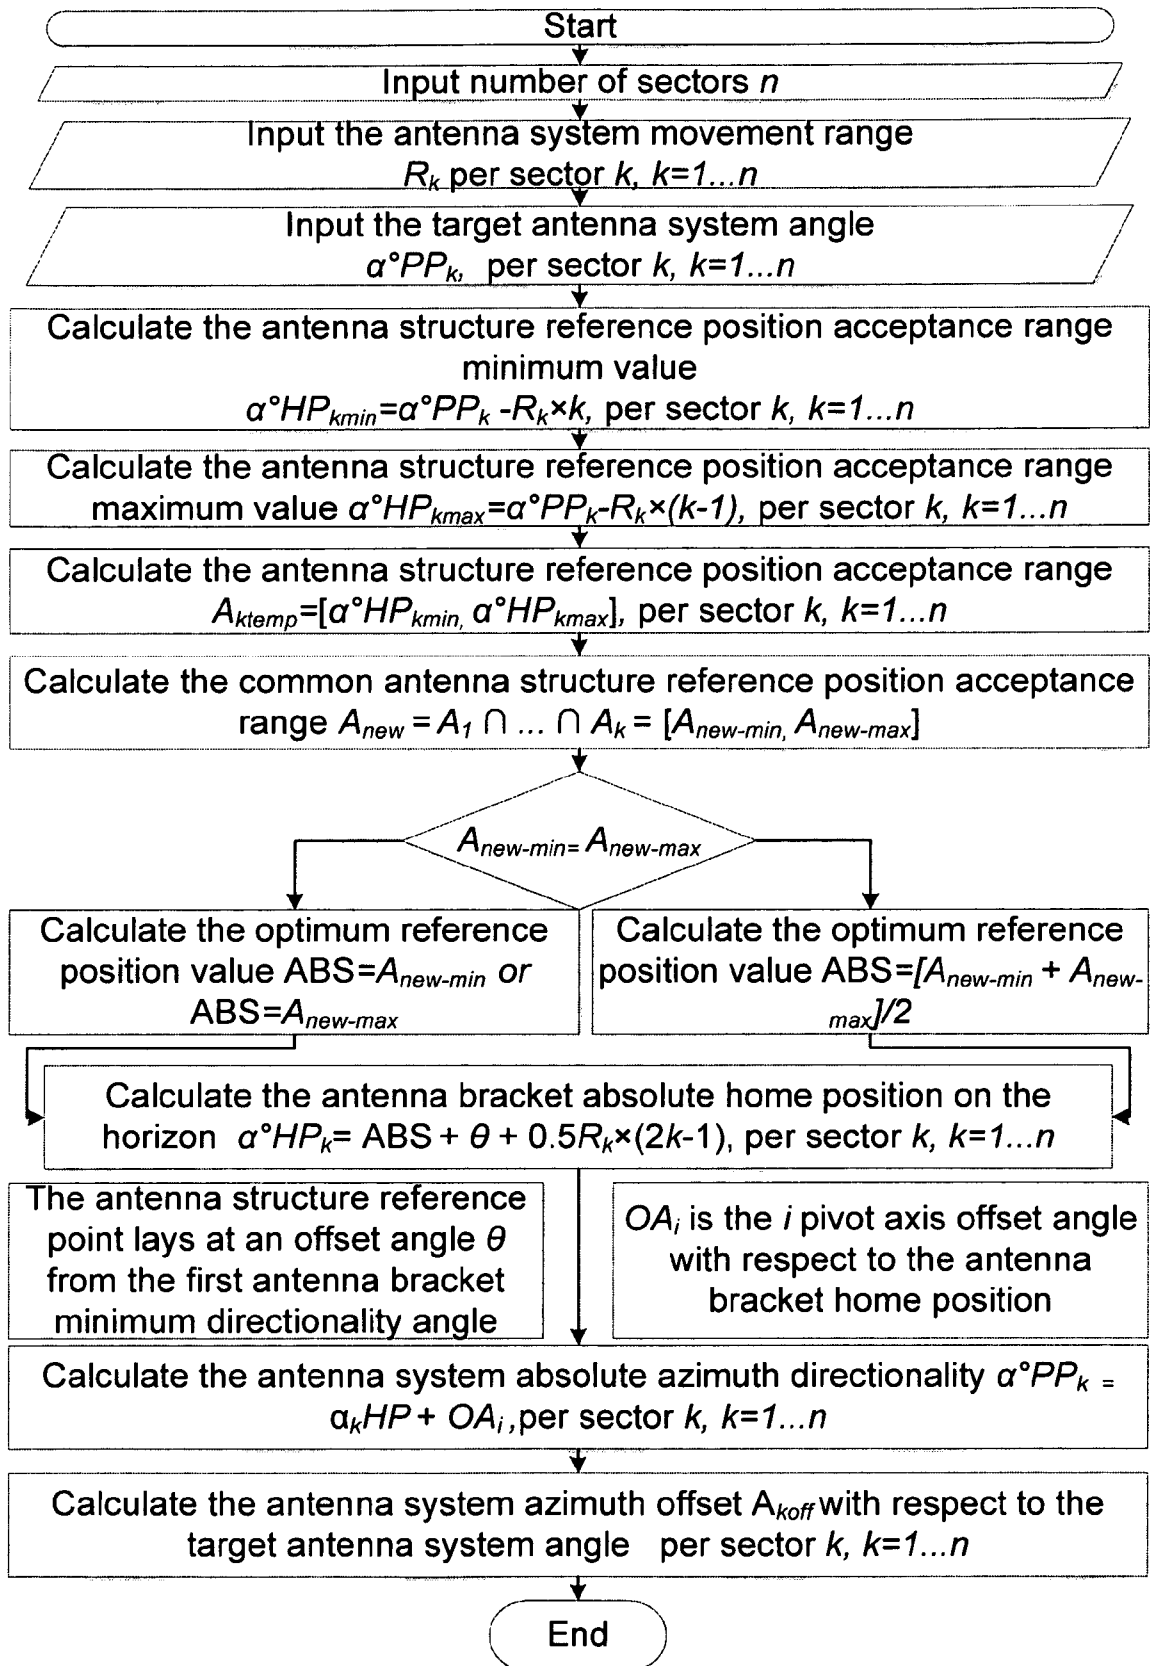 Start
Input number of sectors n
Input the antenna system movement range
Rk per sector k, k=1...n
Input the target antenna system angle
α°PPk, per sector k, k=1...n
Calculate the antenna structure reference position acceptance range
minimum value
α°HPkmin=α°PPk -Rk×k, per sector k, k=1...n
Calculate the antenna structure reference position acceptance range
maximum value α°HPkmax=α°PPk-Rk×(k-1), per sector k, k=1...n
Calculate the antenna structure reference position acceptance range
Aktemp=[α°HPkmin, α°HPkmax], per sector k, k=1...n
Calculate the common antenna structure reference position acceptance
range Anew = A1 ∩ ... ∩ Ak = [Anew-min, Anew-max]
Anew-min= Anew-max
Calculate the optimum reference
position value ABS=Anew-min or
ABS=Anew-max
Calculate the optimum reference
position value ABS=[Anew-min + Anew-
max]/2
Calculate the antenna bracket absolute home position on the
horizon α°HPk= ABS + θ + 0.5Rk×(2k-1), per sector k, k=1...n
The antenna structure reference
point lays at an offset angle θ
from the first antenna bracket
minimum directionality angle
OAi is the i pivot axis offset angle
with respect to the antenna
bracket home position
Calculate the antenna system absolute azimuth directionality α°PPk =
αkHP + OAi ,per sector k, k=1...n
Calculate the antenna system azimuth offset Akoff with respect to the
target antenna system angle per sector k, k=1...n
End